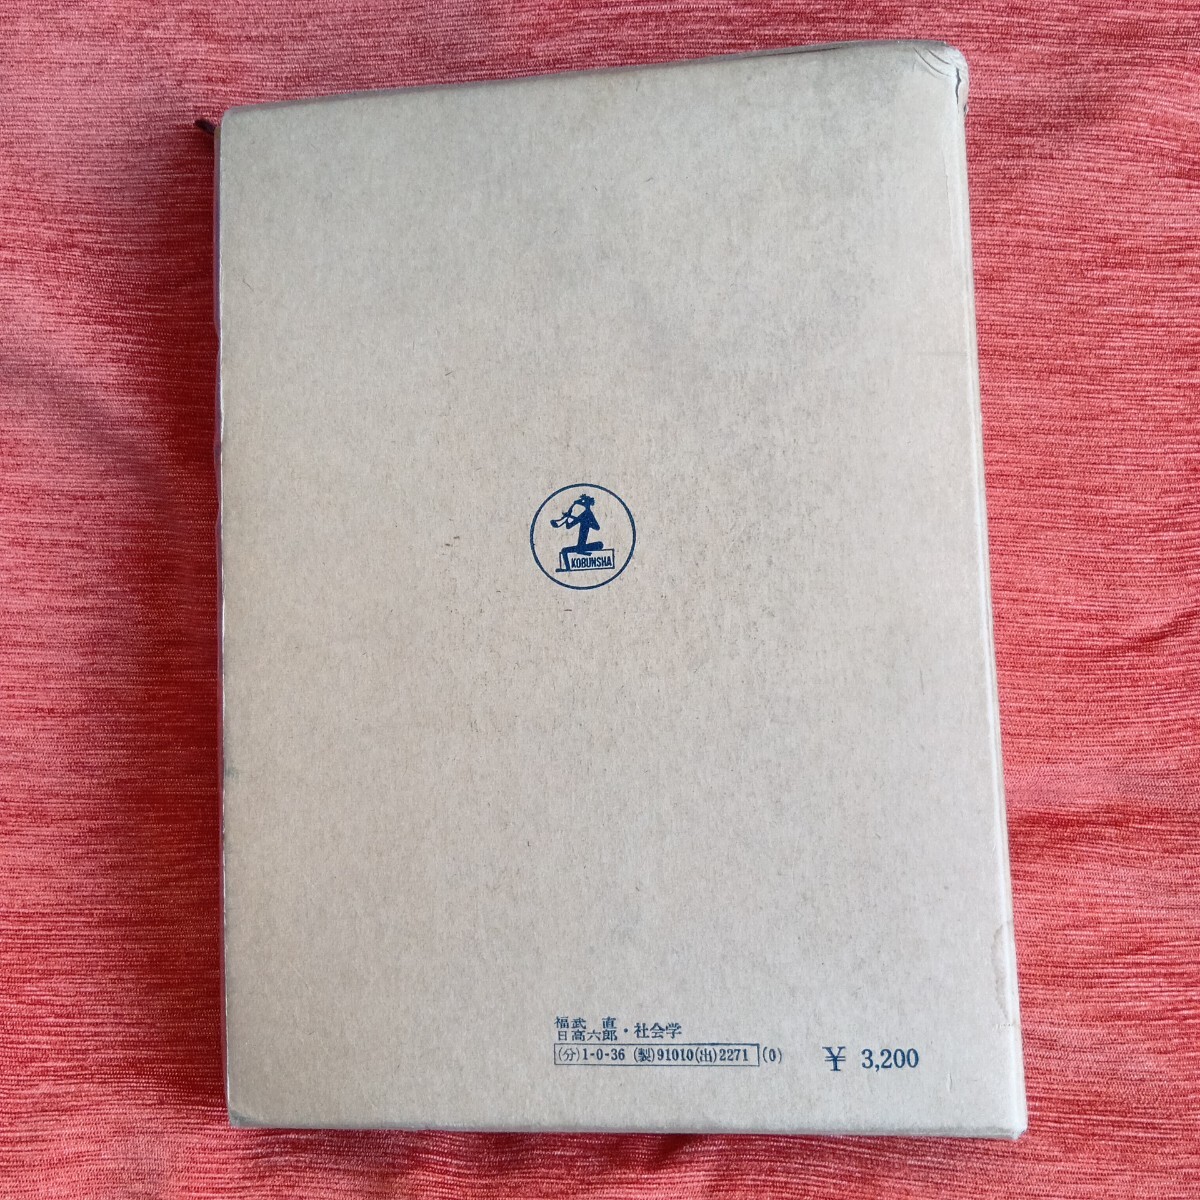 KOBUNSHA
福武 直
日高六郎・社会学
(分)1-0-36 (製)91010(出)2271 (0) ¥ 3,200